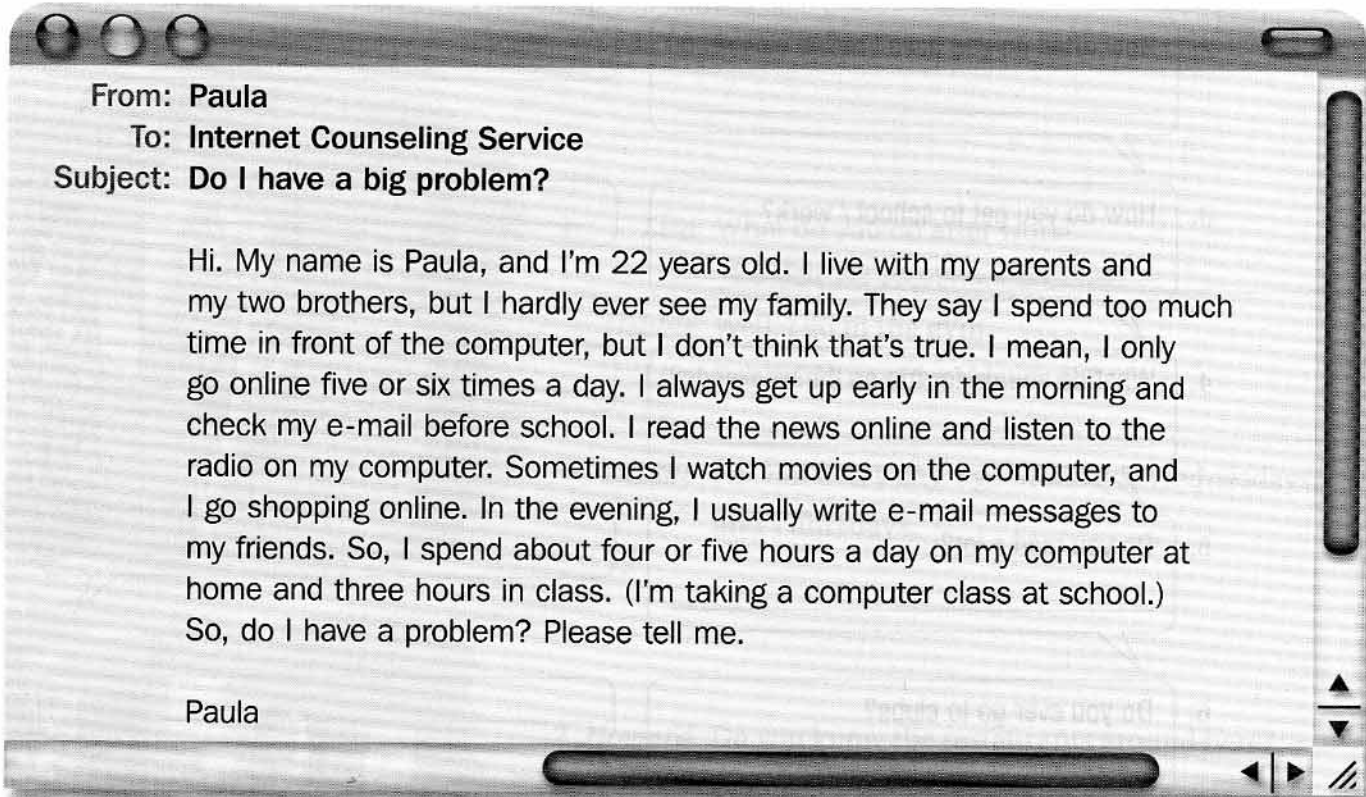 From: Paula
To: Internet Counseling Service
Subject: Do I have a big problem?
Hi. My name is Paula, and I'm 22 years old. I live with my parents and
my two brothers, but I hardly ever see my family. They say I spend too much
time in front of the computer, but I don't think that's true. I mean, I only
go online five or six times a day. I always get up early in the morning and
check my e-mail before school. I read the news online and listen to the
radio on my computer. Sometimes I watch movies on the computer, and
I go shopping online. In the evening, I usually write e-mail messages to
my friends. So, I spend about four or five hours a day on my computer at
home and three hours in class. (I'm taking a computer class at school.)
So, do I have a problem? Please tell me.
Paula